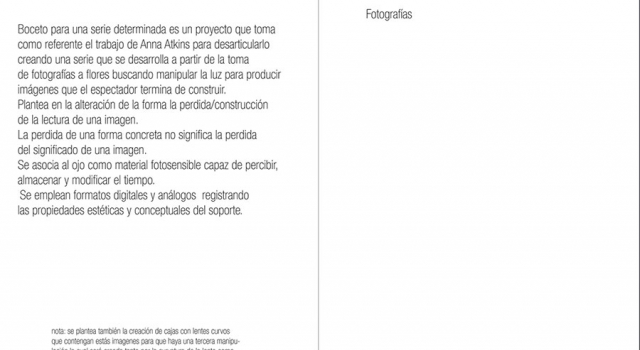 Boceto para una serie determinada es un proyecto que toma
como referente el trabajo de Anna Atkins para desarticularlo
creando una serie que se desarrolla a partir de la toma
de fotografías a flores buscando manipular la luz para producir
imágenes que el espectador termina de construir.
Plantea en la alteración de la forma la perdida/construcción
de la lectura de una imagen.
La perdida de una forma concreta no significa la perdida
del significado de una imagen.
Se asocia al ojo como material fotosensible capaz de percibir,
almacenar y modificar el tiempo.
Se emplean formatos digitales y análogos registrando
las propiedades estéticas y conceptuales del soporte.
nota: se plantea también la creación de cajas con lentes curvos
que contengan estás imagenes para que haya una tercera manipu-
Fotografías